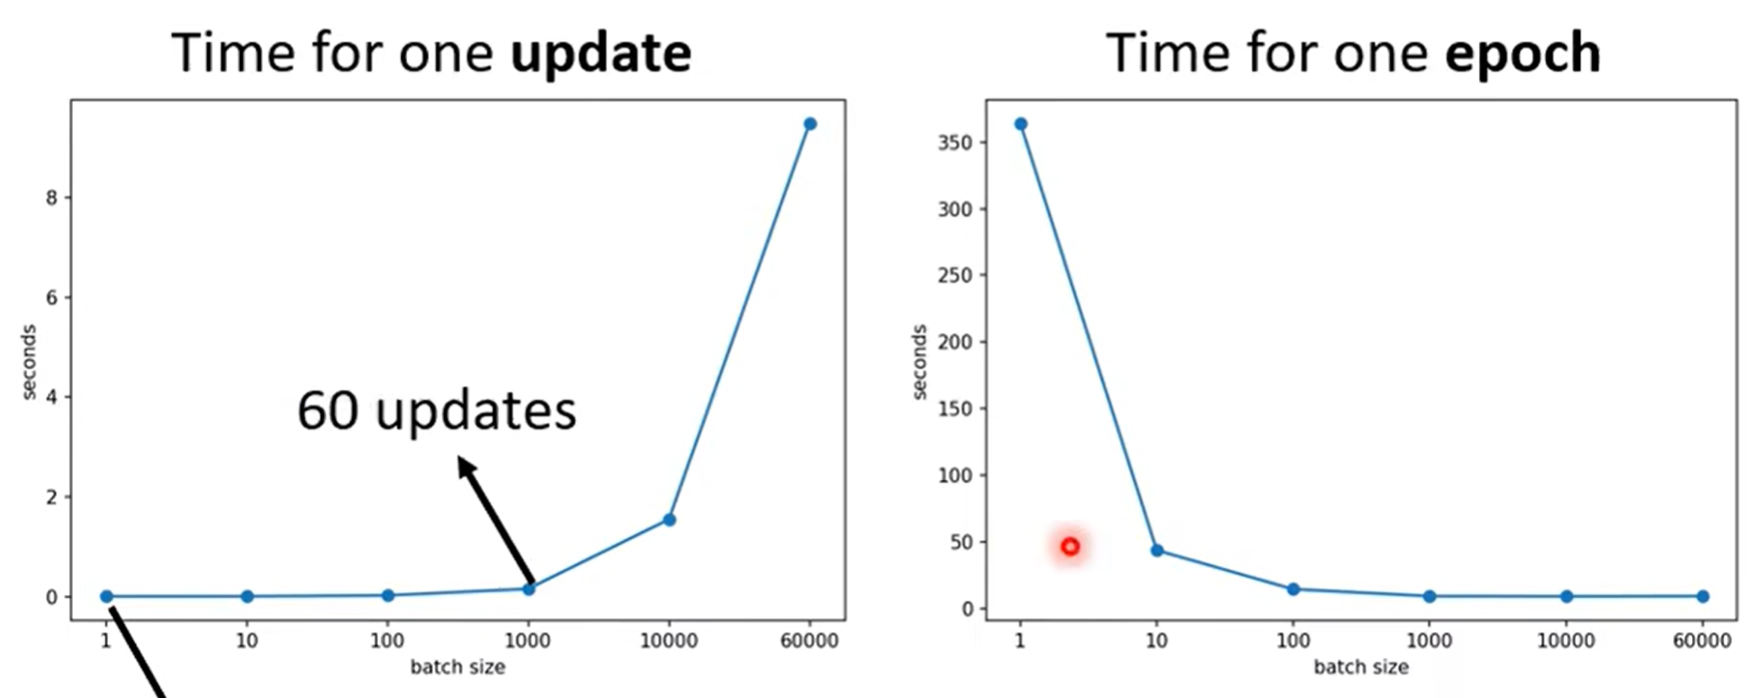 Time for one update
8
6
4
2
0
seconds
60 updates
1 10 100 1000 10000 60000
batch size
Time for one epoch
350
300
250
200
150
100
50
0
seconds
1 10 100 1000 10000 60000
batch size